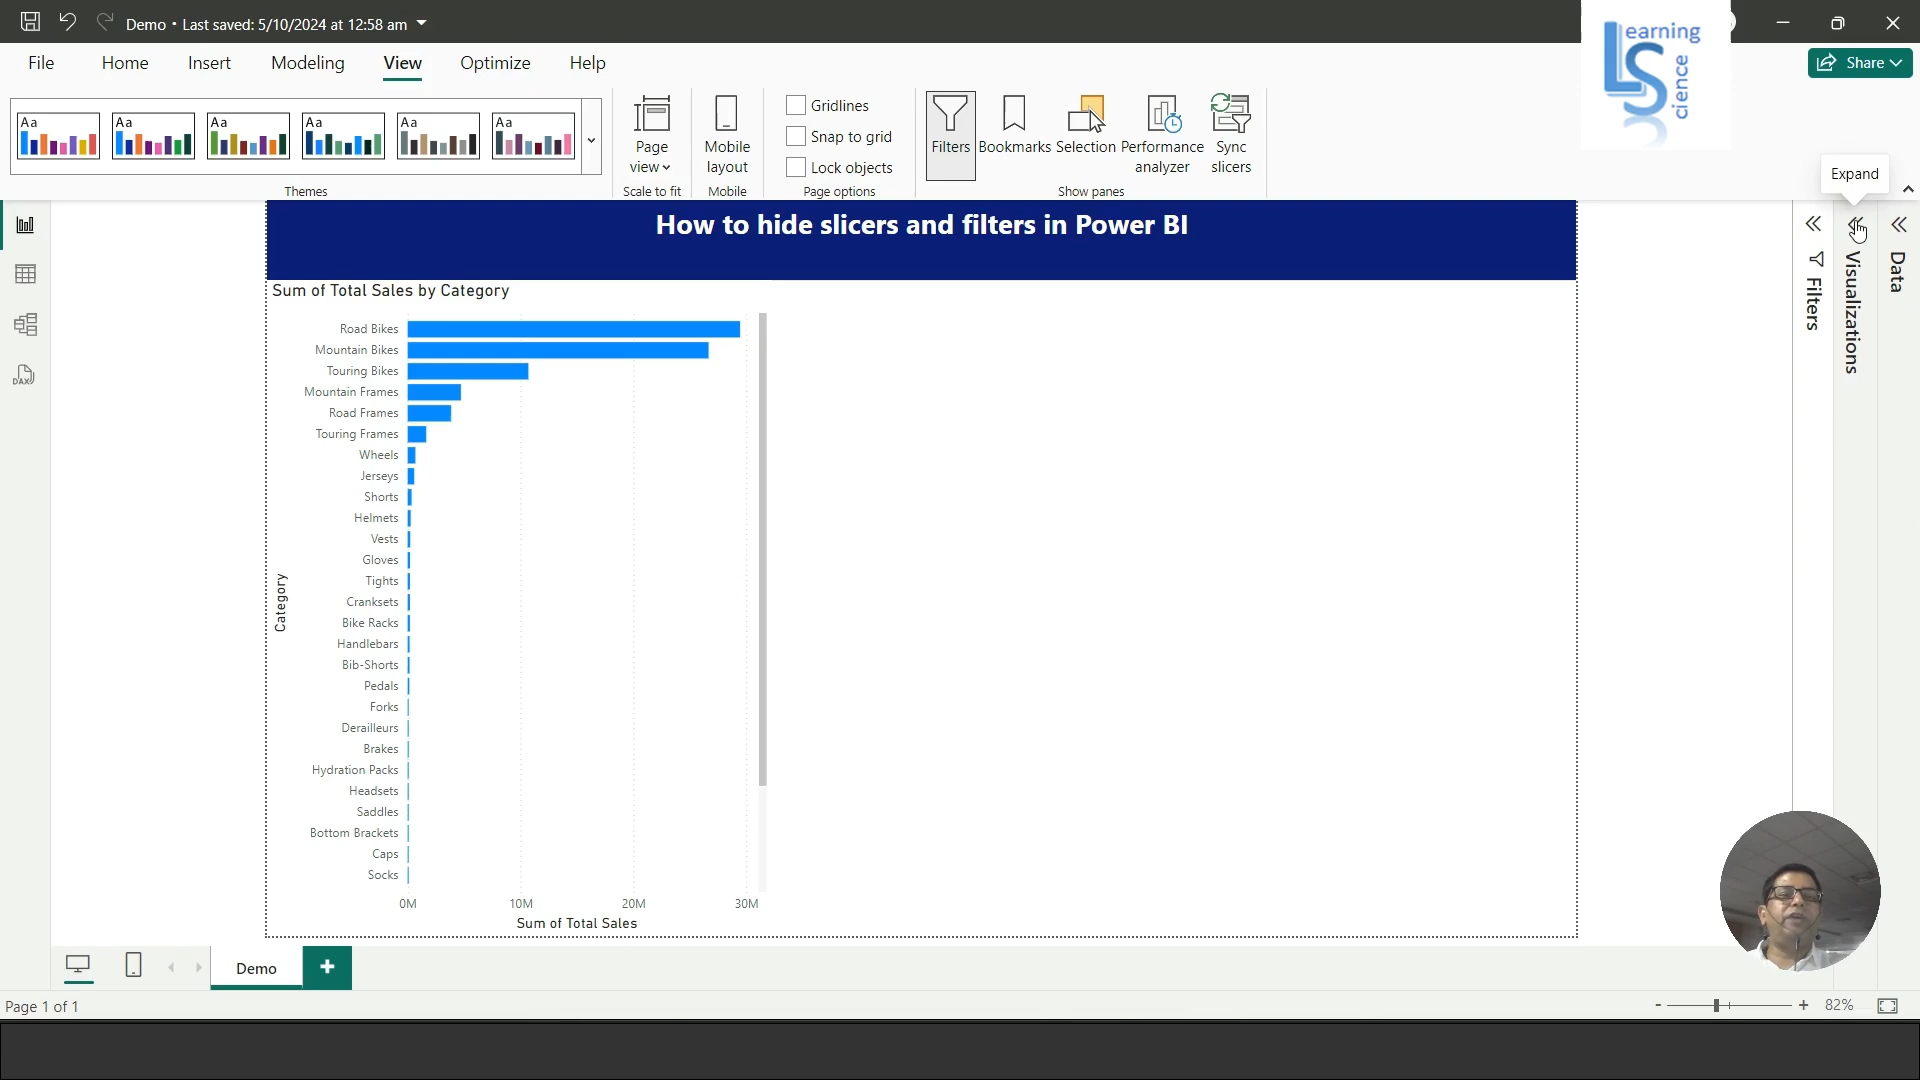 Demo • Last saved: 5/10/2024 at 12:58 am
Learning
Science
File Home Insert Modeling View Optimize Help
Share
Aa Aa Aa Aa Aa Aa
Page view
Mobile layout
Gridlines
Snap to grid
Lock objects
Filters
Bookmarks
Selection
Performance analyzer
Sync slicers
Themes
Scale to fit
Mobile
Page options
Show panes
Expand
How to hide slicers and filters in Power BI
Filters
Visualizations
Data
DAX
Sum of Total Sales by Category
Category
Road Bikes
Mountain Bikes
Touring Bikes
Mountain Frames
Road Frames
Touring Frames
Wheels
Jerseys
Shorts
Helmets
Vests
Gloves
Tights
Cranksets
Bike Racks
Handlebars
Bib-Shorts
Pedals
Forks
Derailleurs
Brakes
Hydration Packs
Headsets
Saddles
Bottom Brackets
Caps
Socks
0M 10M 20M 30M
Sum of Total Sales
Demo
Page 1 of 1
- + 82%